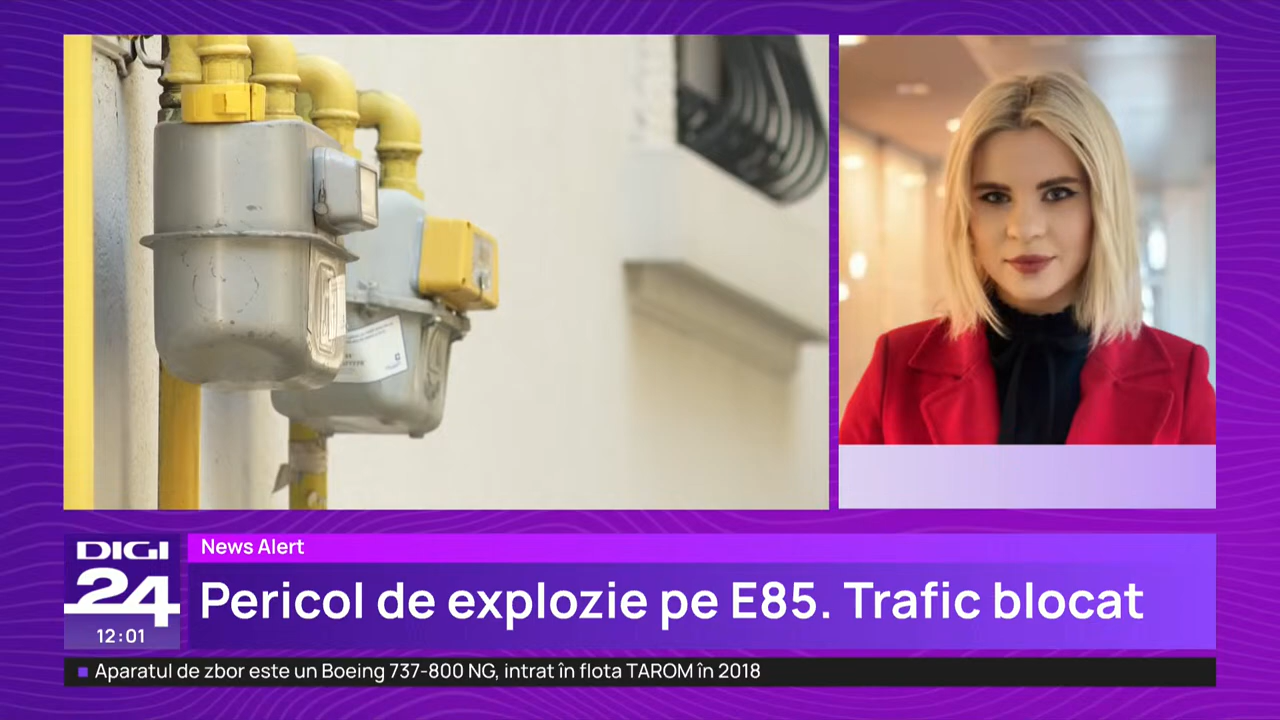 News Alert
DIGI
24
12:01
Pericol de explozie pe E85. Trafic blocat
Aparatul de zbor este un Boeing 737-800 NG, intrat în flota TAROM în 2018